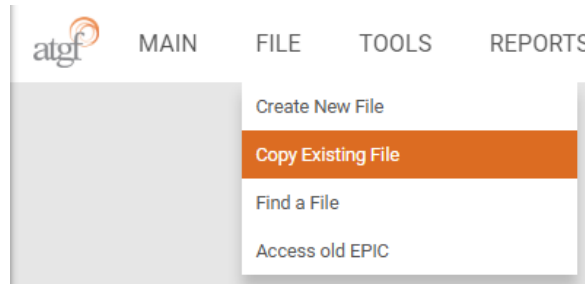 atgf MAIN FILE TOOLS REPORTS
Create New File
Copy Existing File
Find a File
Access old EPIC